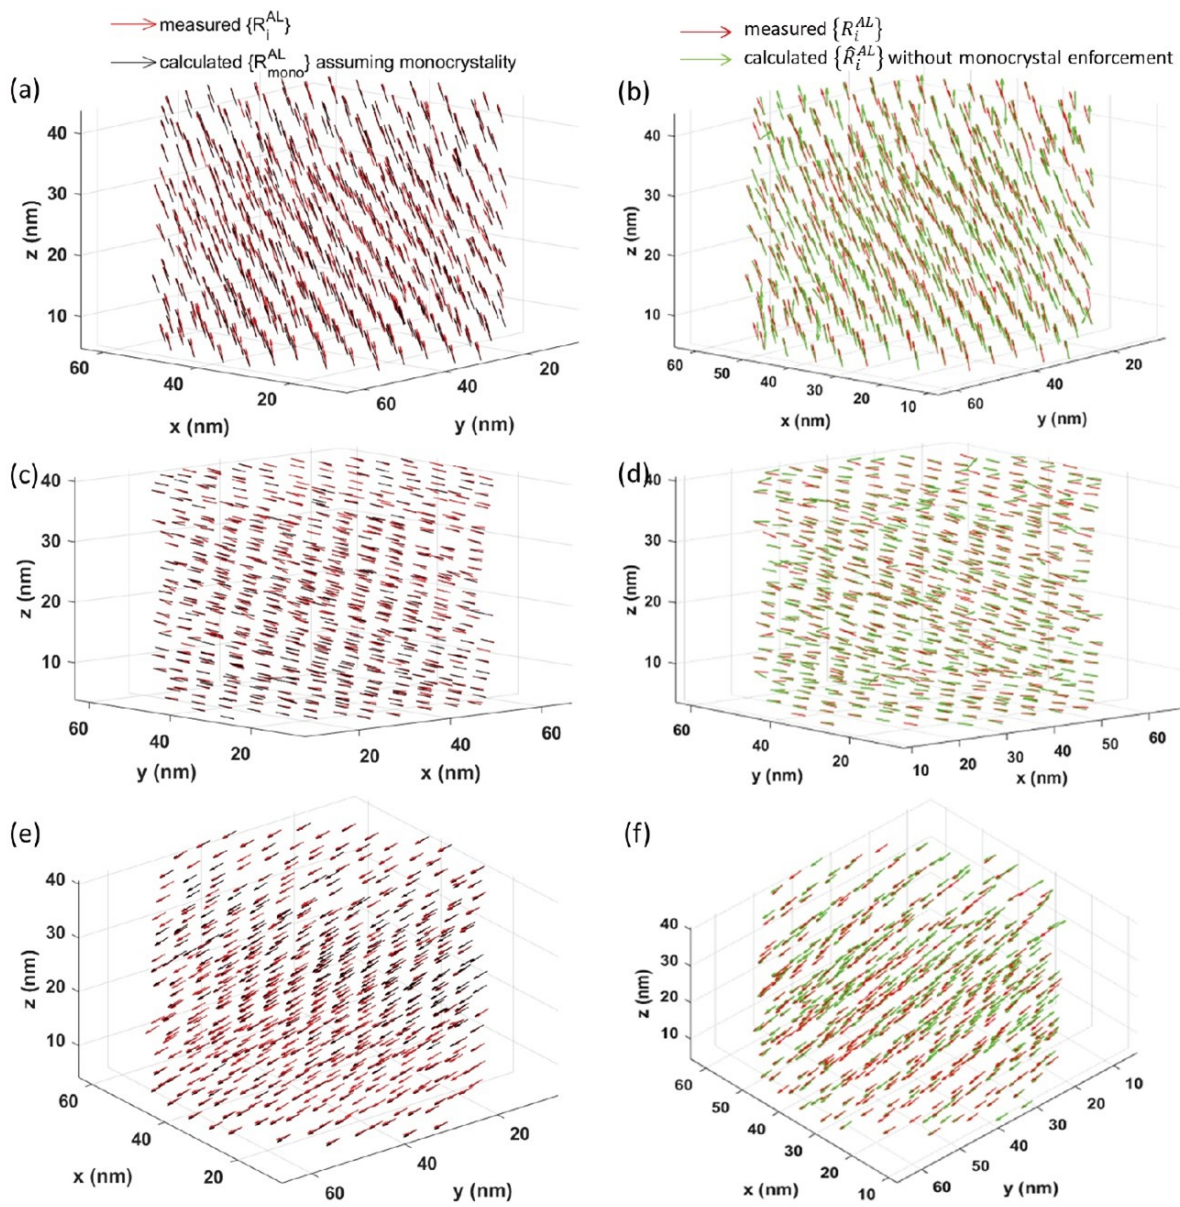 measured {R_i^AL}
calculated {R_mono^AL} assuming monocrystality
measured {R_i^AL}
calculated {R̂_i^AL} without monocrystal enforcement
(a)
40
30
20
10
z (nm)
60
40
20
x (nm)
60
40
20
y (nm)
(b)
40
30
20
10
z (nm)
60
50
40
30
20
10
x (nm)
60
40
20
y (nm)
(c)
40
30
20
10
z (nm)
60
40
20
y (nm)
20
40
60
x (nm)
(d)
40
30
20
10
z (nm)
60
40
20
y (nm)
10
20
30
40
50
60
x (nm)
(e)
40
30
20
10
z (nm)
60
40
20
x (nm)
60
40
20
y (nm)
(f)
40
30
20
10
z (nm)
60
50
40
30
20
10
x (nm)
60
50
40
30
20
10
y (nm)